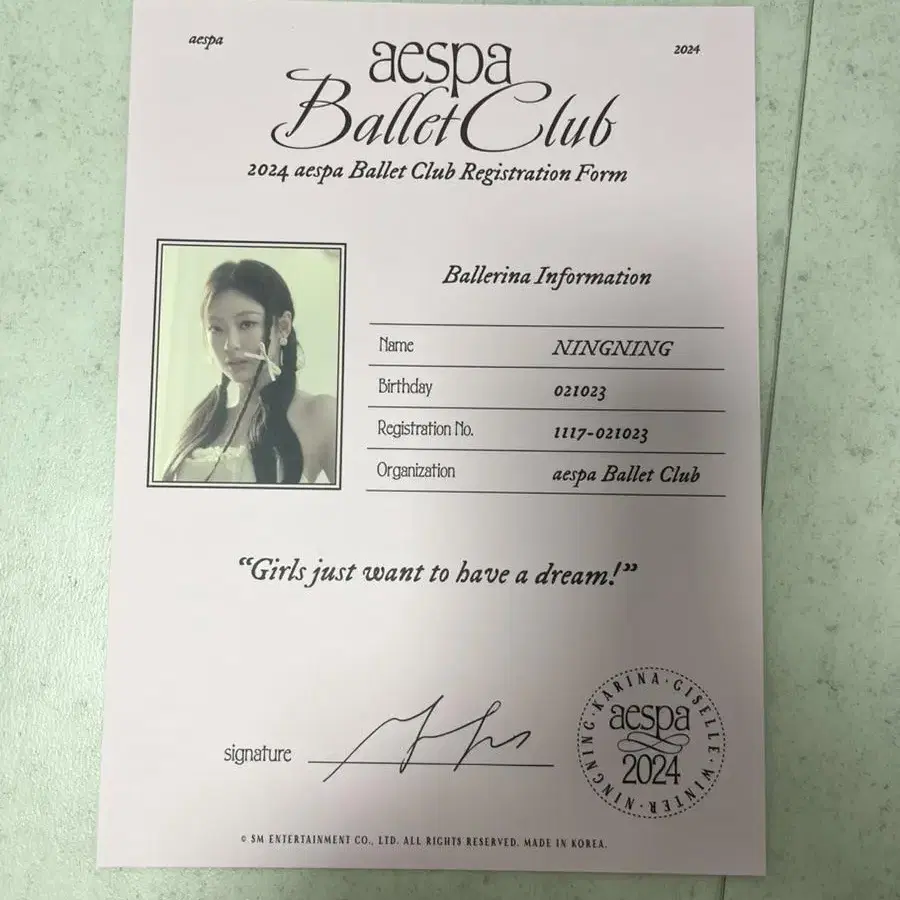 aespa
2024
aespa
Ballet Club
2024 aespa Ballet Club Registration Form
Ballerina Information
Name NINGNING
Birthday 021023
Registration No. 1117-021023
Organization aespa Ballet Club
“Girls just want to have a dream!”
signature
KARINA · GISELLE · WINTER · NINGNING ·
aespa
2024
© SM ENTERTAINMENT CO., LTD. ALL RIGHTS RESERVED. MADE IN KOREA.